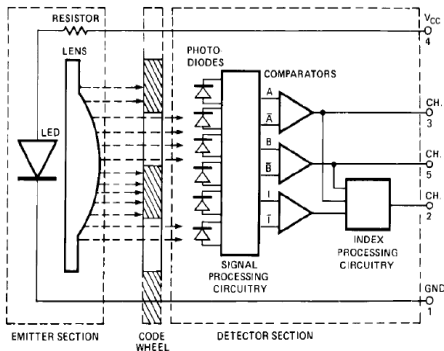 RESISTOR
LENS
LED
PHOTO-
DIODES
COMPARATORS
A
A̅
B
B̅
I
I̅
VCC
4
CH.
3
CH.
5
CH.
2
GND
1
SIGNAL
PROCESSING
CIRCUITRY
INDEX
PROCESSING
CIRCUITRY
EMITTER SECTION
CODE
WHEEL
DETECTOR SECTION